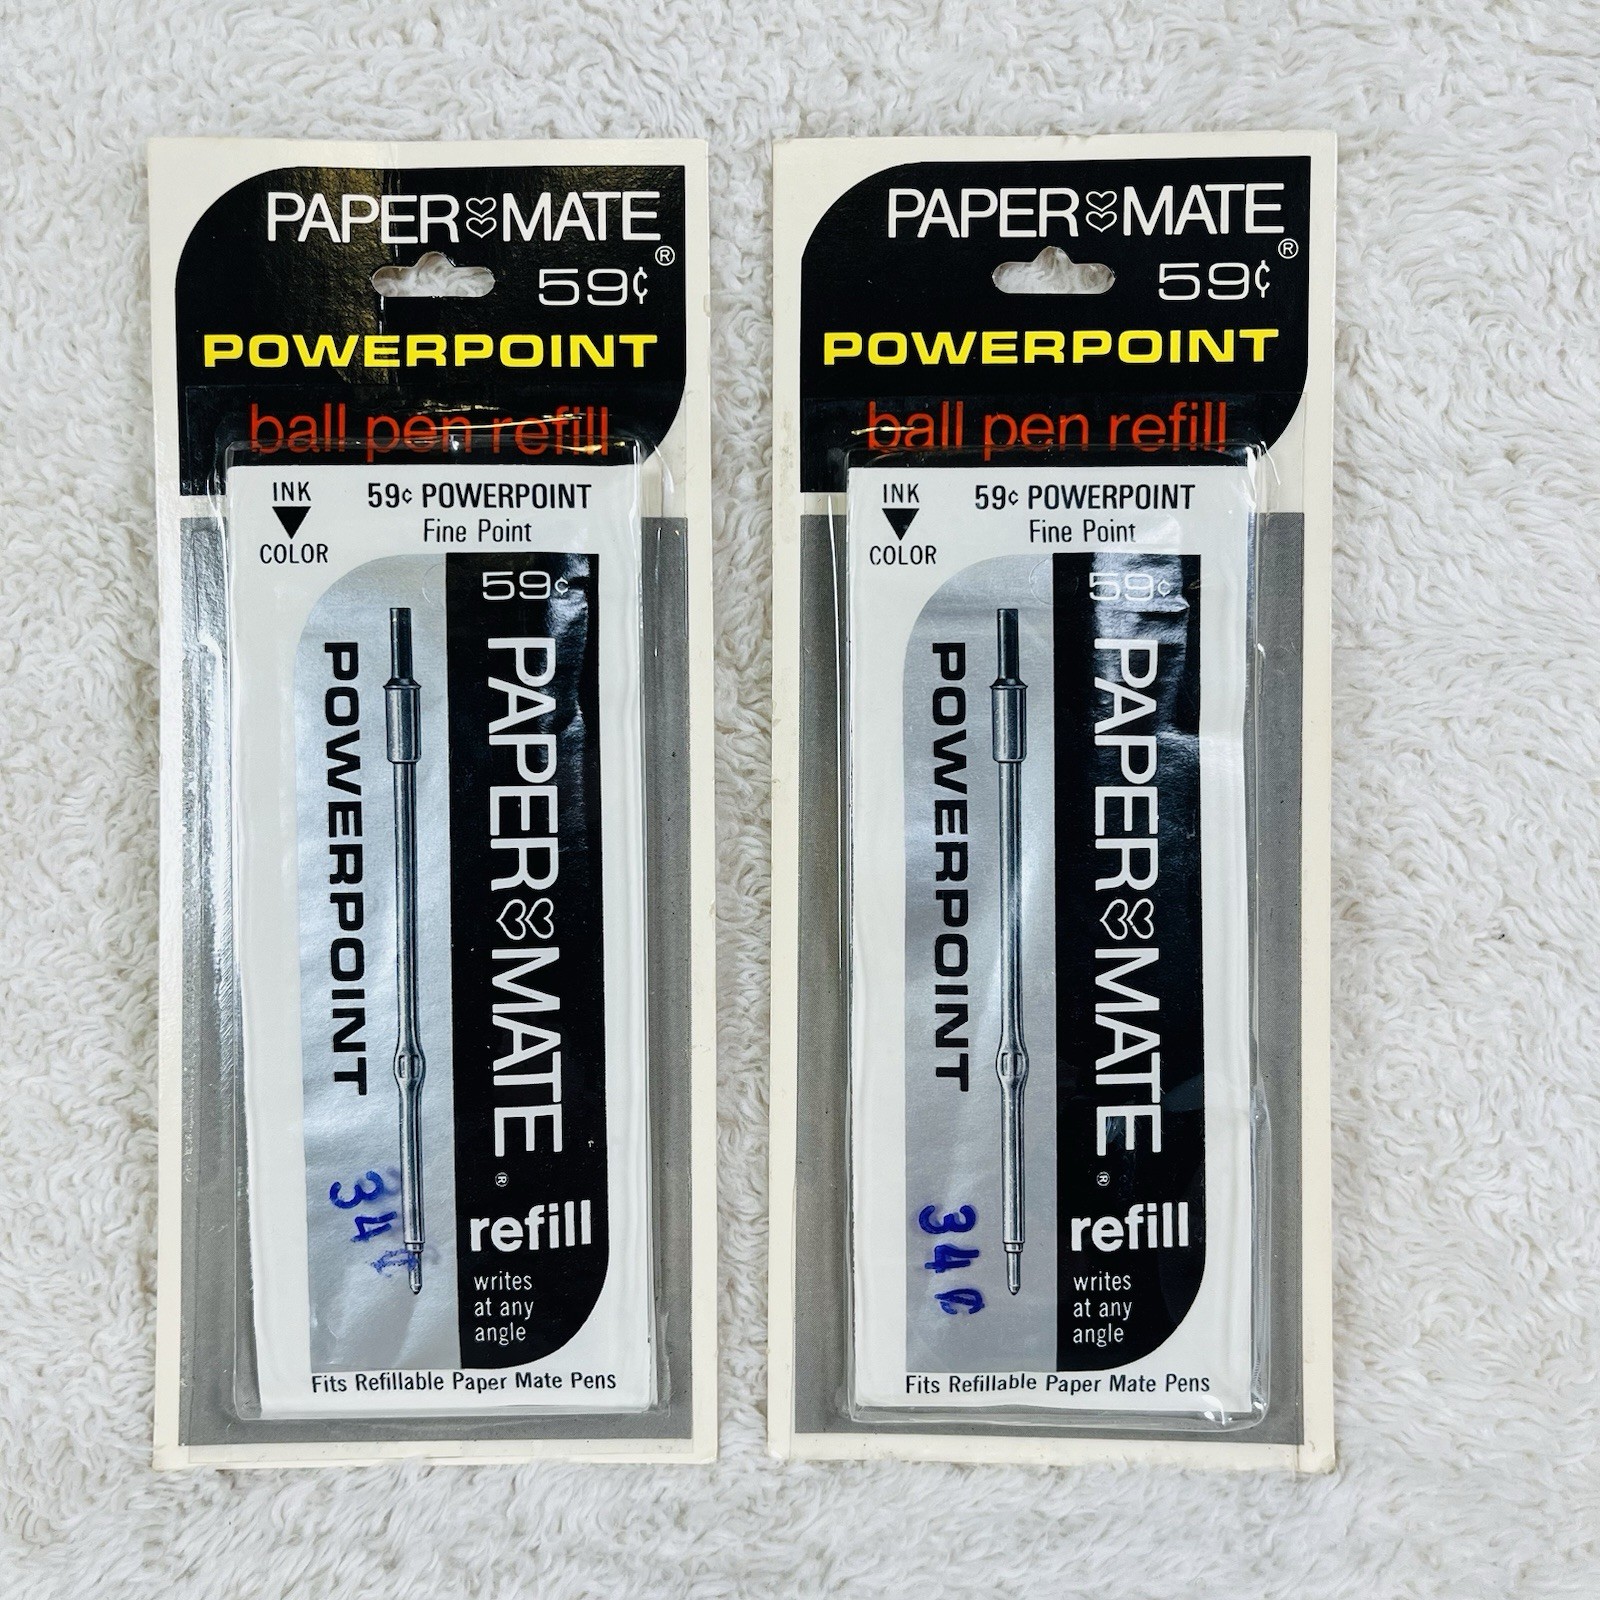 PAPER MATE®
59¢
POWERPOINT
ball pen refill
INK
COLOR
59¢ POWERPOINT
Fine Point
59¢
POWERPOINT
PAPER MATE®
refill
writes
at any
angle
34¢
Fits Refillable Paper Mate Pens
PAPER MATE®
59¢
POWERPOINT
ball pen refill
INK
COLOR
59¢ POWERPOINT
Fine Point
59¢
POWERPOINT
PAPER MATE®
refill
writes
at any
angle
34¢
Fits Refillable Paper Mate Pens